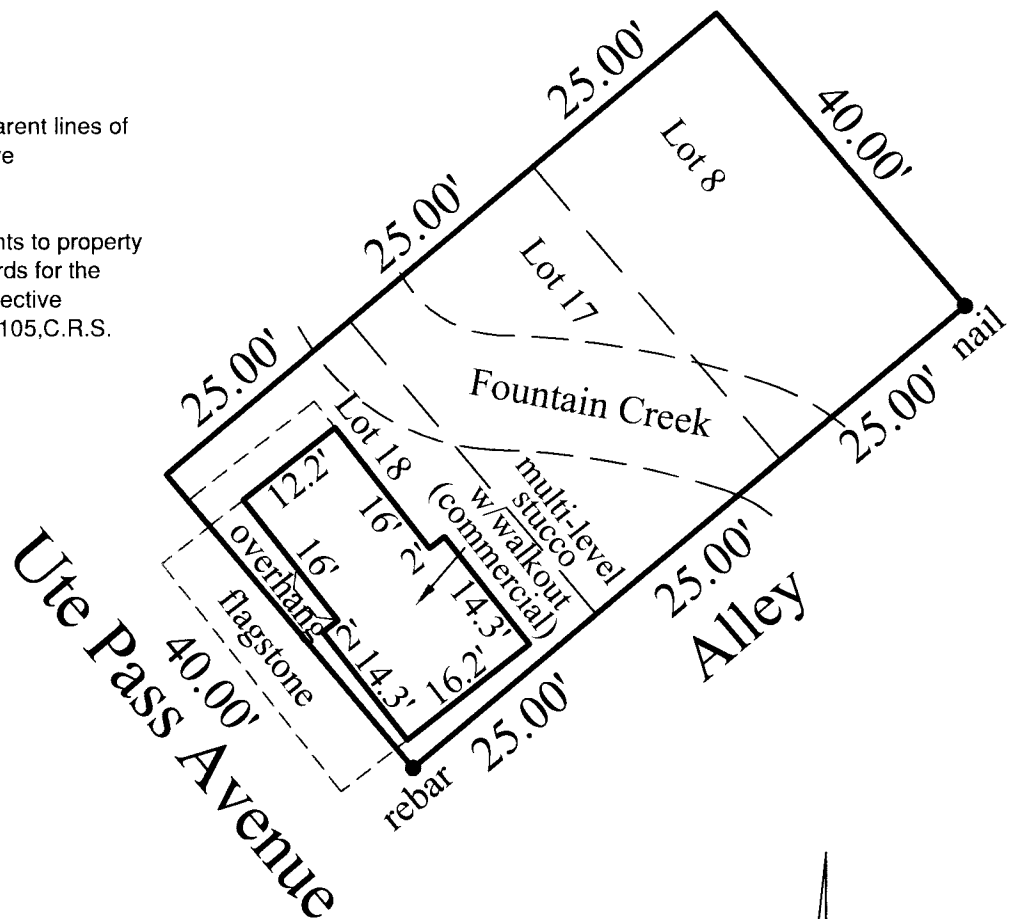 arent lines of
re
nts to property
rds for the
ective
105,C.R.S.
25.00'
40.00'
Lot 8
25.00'
Lot 17
nail
25.00'
Fountain Creek
25.00'
Lot 18
multi-level
stucco
w/walkout
(commercial)
12.2'
16'
2'
14.3'
16'
2'
14.3'
16.2'
overhang
flagstone
25.00'
Alley
40.00'
Ute Pass Avenue
25.00'
rebar